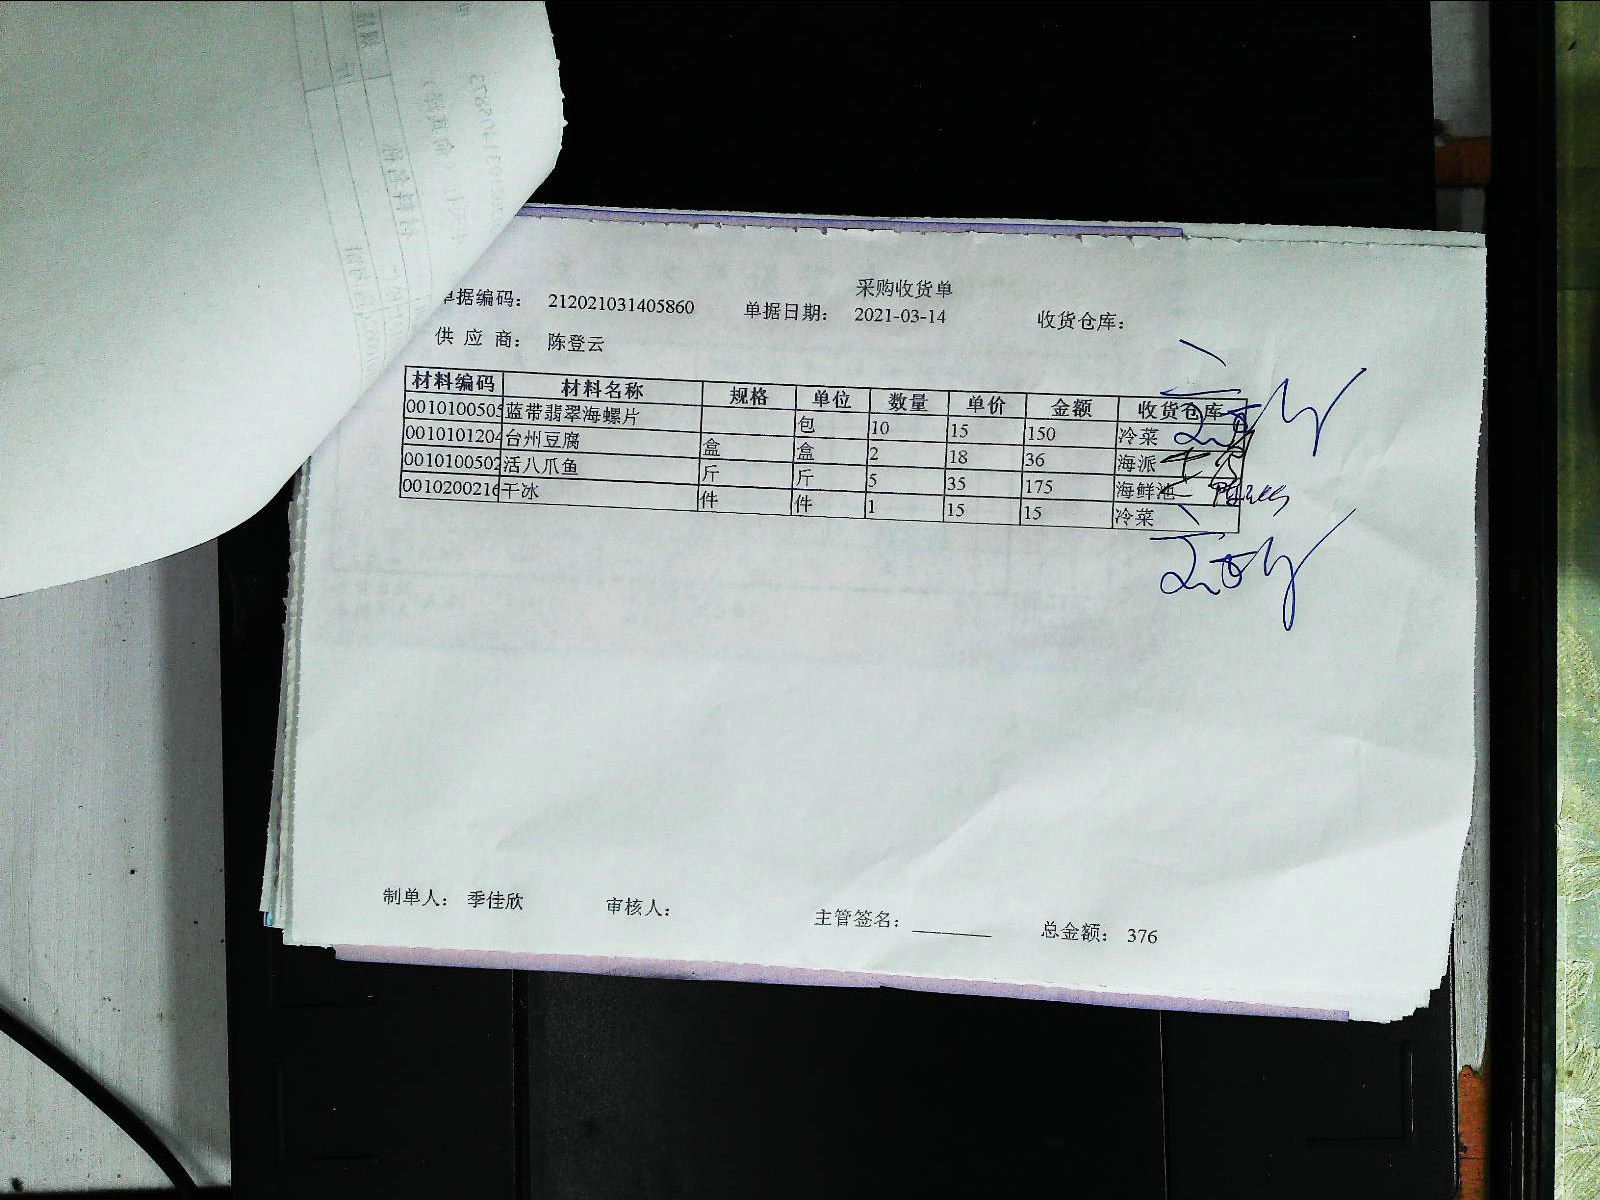 采购收货单
单据编码： 212021031405860 单据日期： 2021-03-14 收货仓库：
供 应 商： 陈登云
材料编码 材料名称 规格 单位 数量 单价 金额 收货仓库
0010100505 蓝带翡翠海螺片 包 10 15 150 冷菜
0010101204 台州豆腐 盒 盒 2 18 36 海派
0010100502 活八爪鱼 斤 斤 5 35 175 海鲜池
0010200216 干冰 件 件 1 15 15 冷菜
制单人： 季佳欣 审核人： 主管签名： 总金额： 376